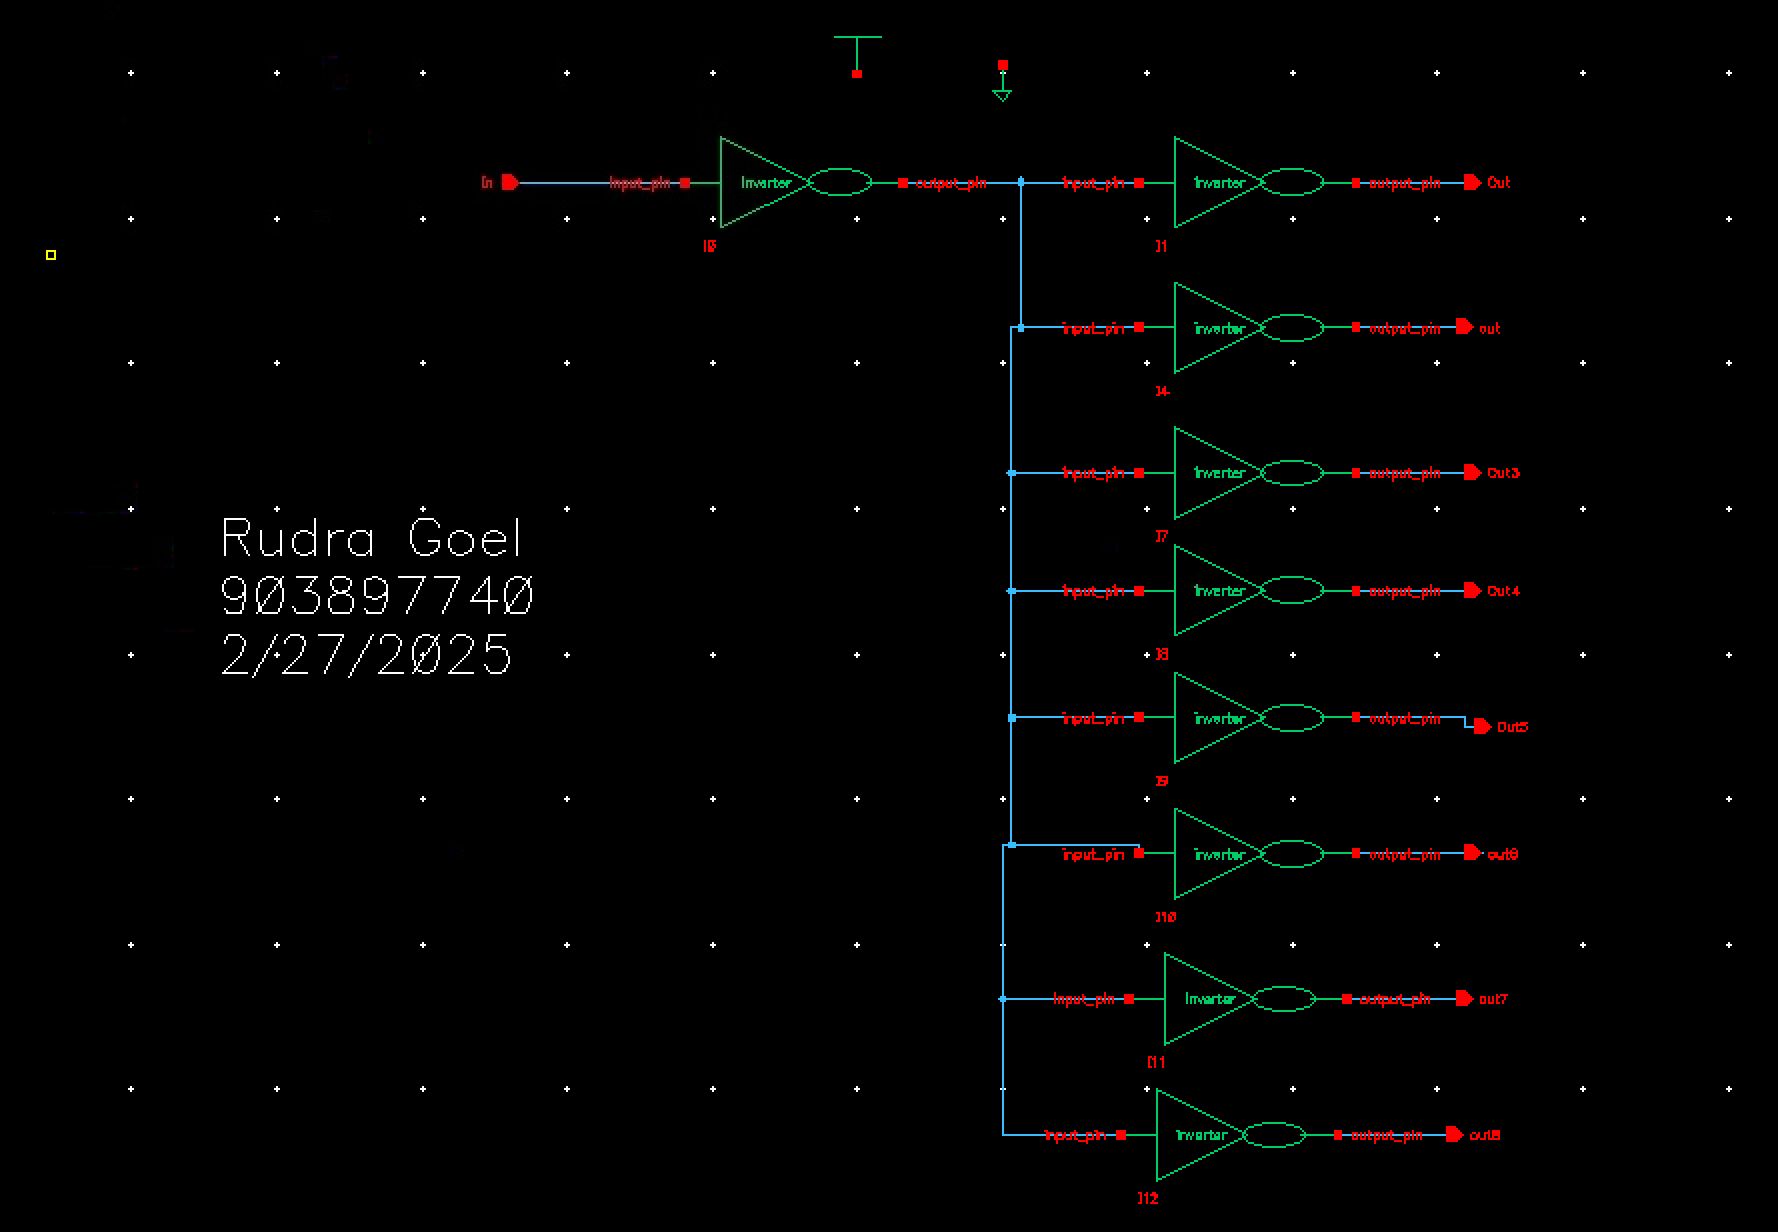 In input_pin inverter output_pin input_pin inverter output_pin Out
I0 I1
input_pin inverter output_pin out
I4
input_pin inverter output_pin Out3
I7
Rudra Goel
903897740
2/27/2025
input_pin inverter output_pin Out4
I8
input_pin inverter output_pin Out5
I9
input_pin inverter output_pin out6
I10
input_pin inverter output_pin out7
I11
input_pin inverter output_pin out8
I12